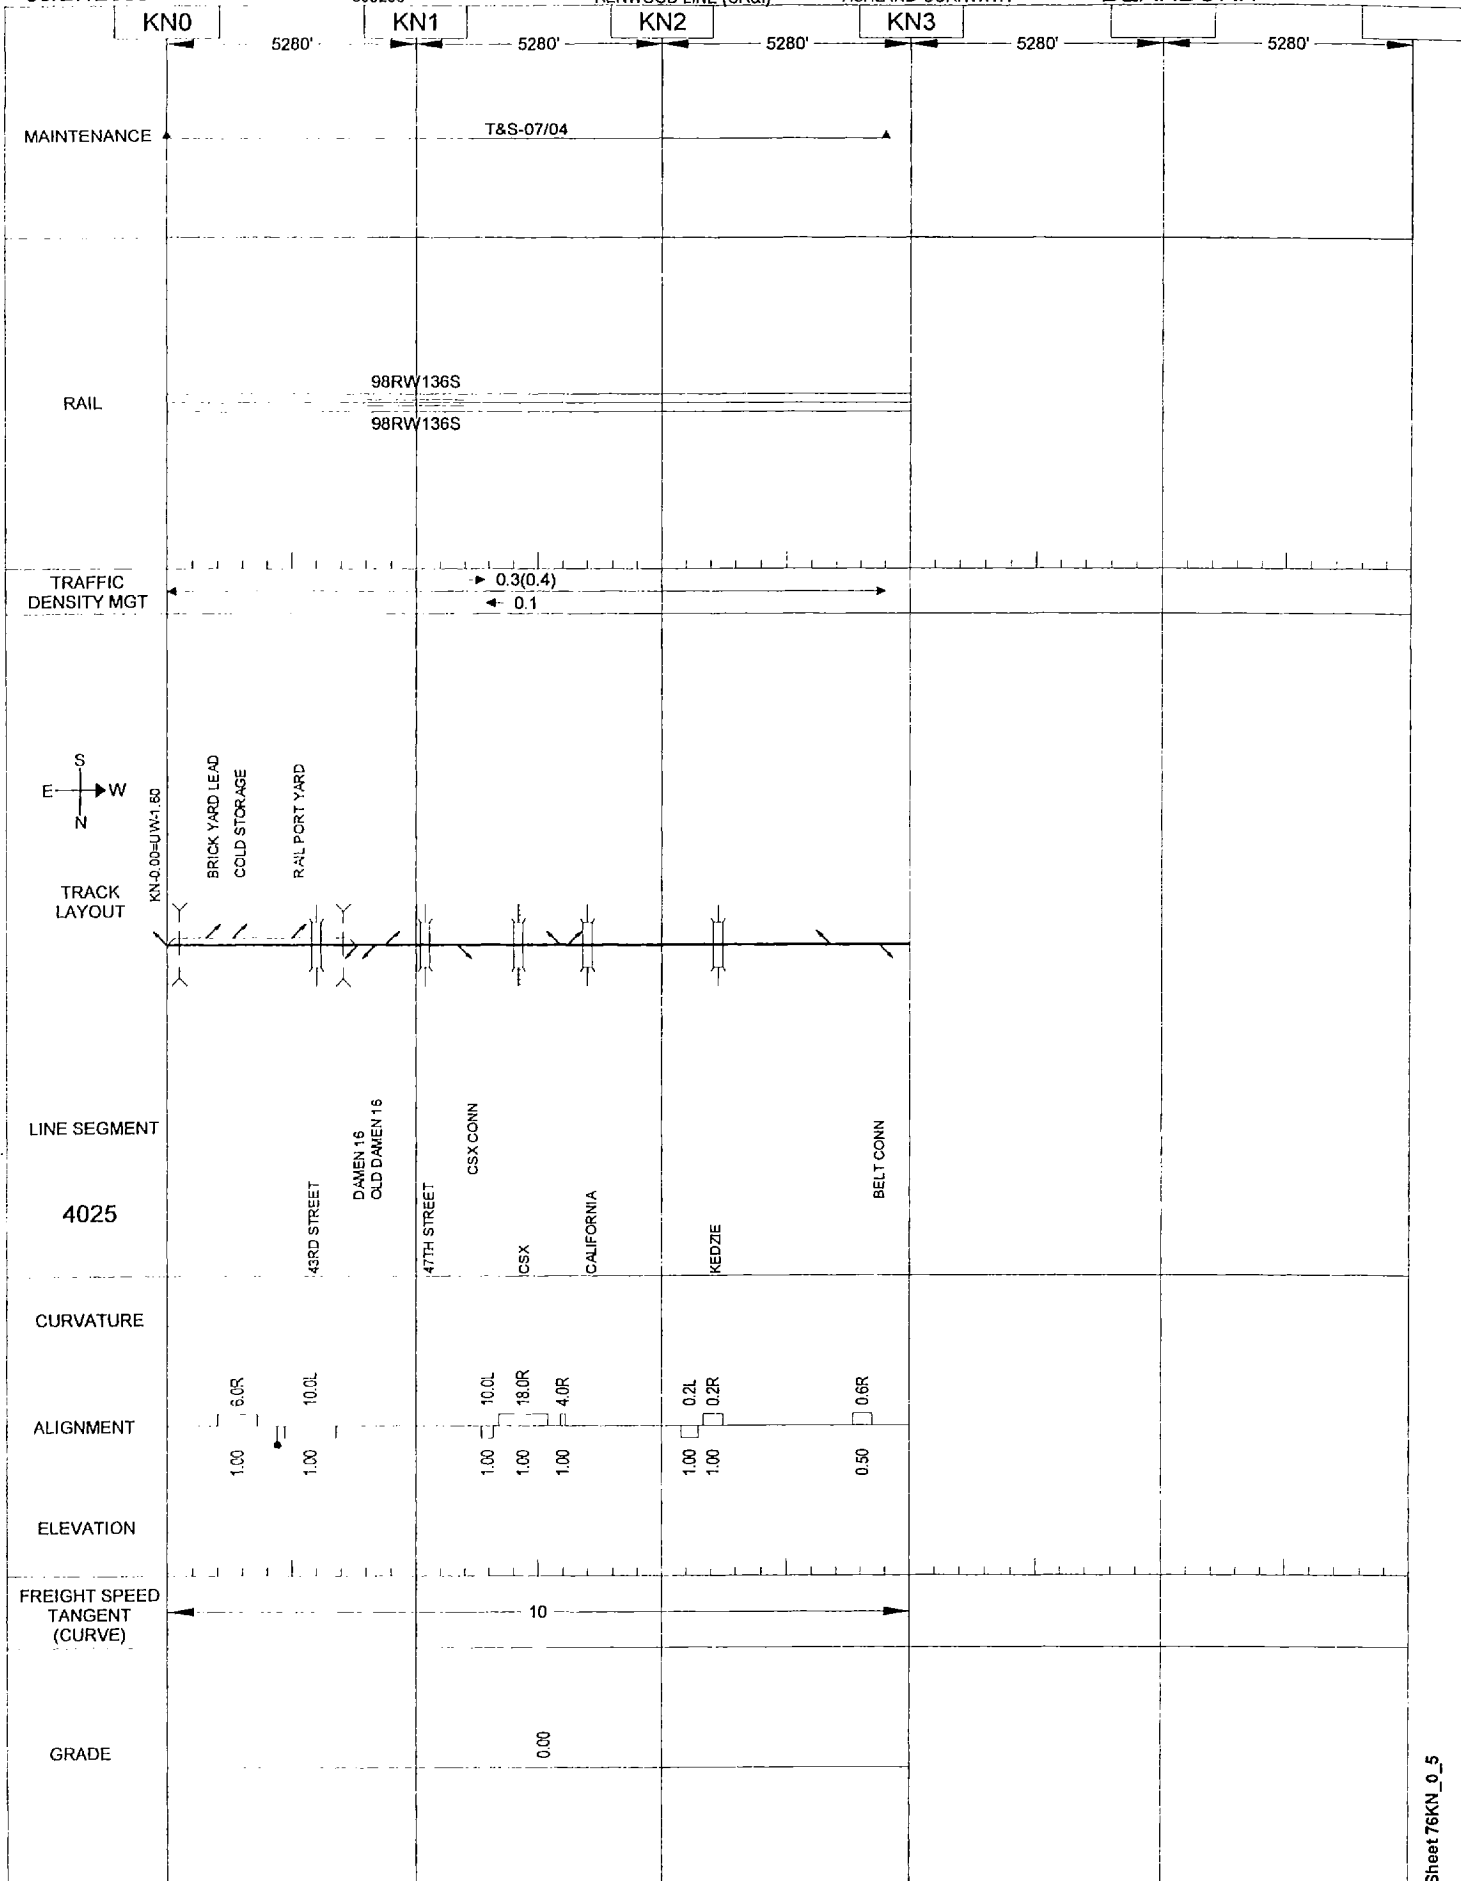 KN0 KN1 KN2 KN3
5280' 5280' 5280' 5280' 5280'
MAINTENANCE
T&S-07/04
RAIL
98RW136S
98RW136S
TRAFFIC
DENSITY MGT
0.3(0.4)
0.1
S
E W
N
KN-0.00=UW-1.60
BRICK YARD LEAD
COLD STORAGE
RAIL PORT YARD
TRACK
LAYOUT
LINE SEGMENT
4025
43RD STREET
DAMEN 16
OLD DAMEN 16
47TH STREET
CSX CONN
CSX
CALIFORNIA
KEDZIE
BELT CONN
CURVATURE
6.0R 10.0L 10.0L 18.0R 4.0R 0.2L 0.2R 0.6R
ALIGNMENT
1.00 1.00 1.00 1.00 1.00 1.00 1.00 0.50
ELEVATION
FREIGHT SPEED
TANGENT
(CURVE)
10
GRADE
0.00
Sheet 76KN_0_5